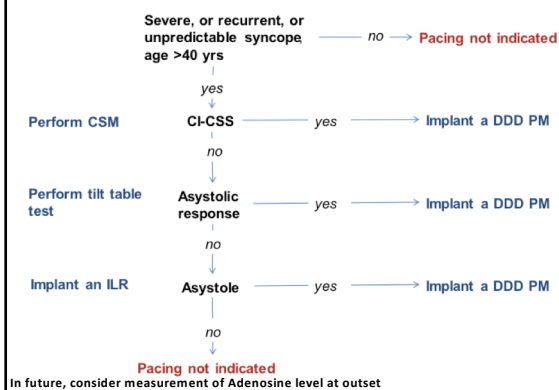 Severe, or recurrent, or
unpredictable syncope,
age >40 yrs
no
Pacing not indicated
yes
Perform CSM
CI-CSS
yes
Implant a DDD PM
no
Perform tilt table
test
Asystolic
response
yes
Implant a DDD PM
no
Implant an ILR
Asystole
yes
Implant a DDD PM
no
Pacing not indicated
In future, consider measurement of Adenosine level at outset